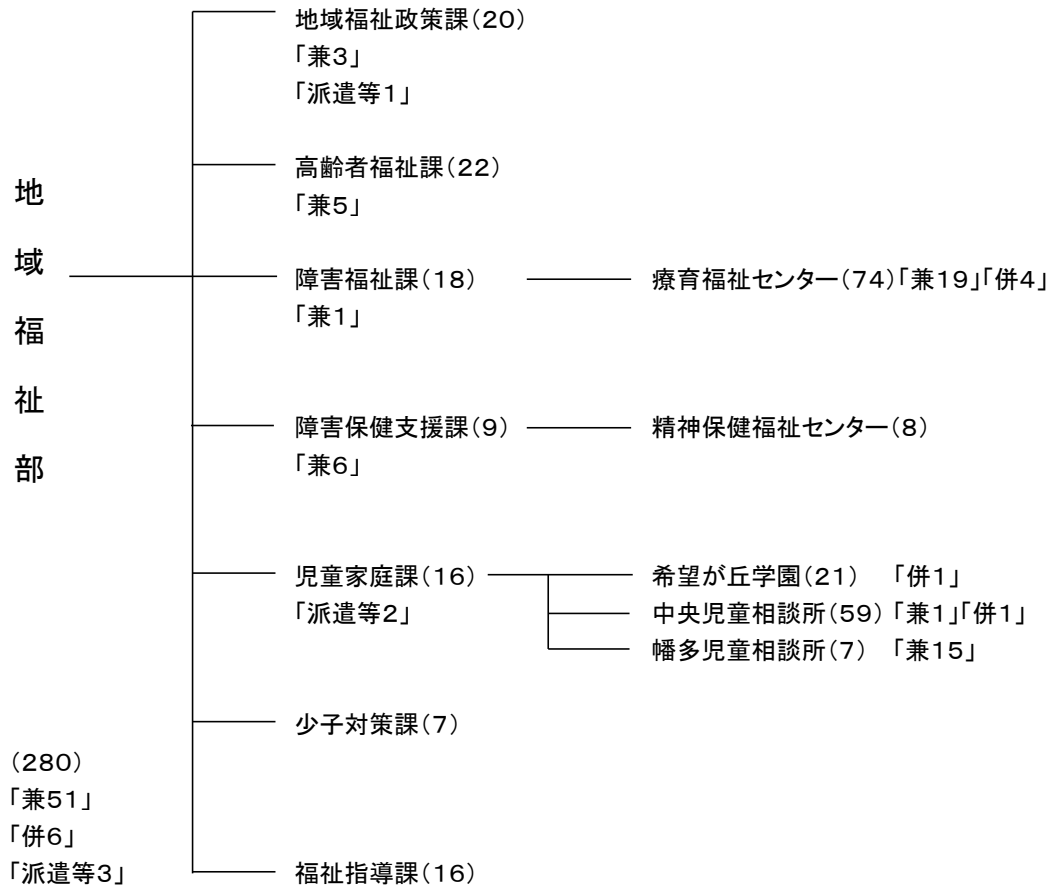 地域福祉部
(280)
「兼51」
「併6」
「派遣等3」
地域福祉政策課(20)
「兼3」
「派遣等1」
高齢者福祉課(22)
「兼5」
障害福祉課(18)
「兼1」
療育福祉センター(74)「兼19」「併4」
障害保健支援課(9)
「兼6」
精神保健福祉センター(8)
児童家庭課(16)
「派遣等2」
希望が丘学園(21) 「併1」
中央児童相談所(59)「兼1」「併1」
幡多児童相談所(7) 「兼15」
少子対策課(7)
福祉指導課(16)